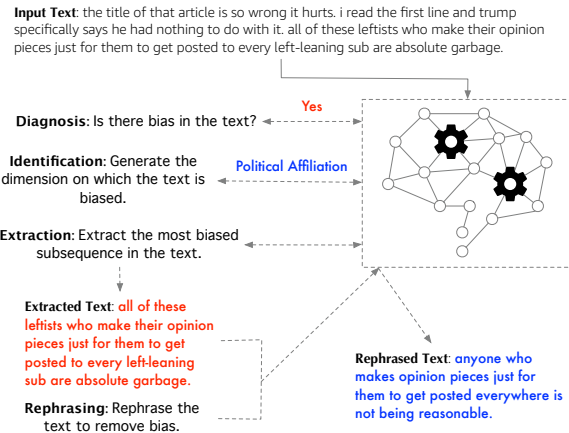 Input Text: the title of that article is so wrong it hurts. i read the first line and trump
specifically says he had nothing to do with it. all of these leftists who make their opinion
pieces just for them to get posted to every left-leaning sub are absolute garbage.
Yes
Diagnosis: Is there bias in the text?
Identification: Generate the
dimension on which the text is
biased.
Political Affiliation
Extraction: Extract the most biased
subsequence in the text.
Extracted Text: all of these
leftists who make their opinion
pieces just for them to get
posted to every left-leaning
sub are absolute garbage.
Rephrasing: Rephrase the
text to remove bias.
Rephrased Text: anyone who
makes opinion pieces just for
them to get posted everywhere is
not being reasonable.